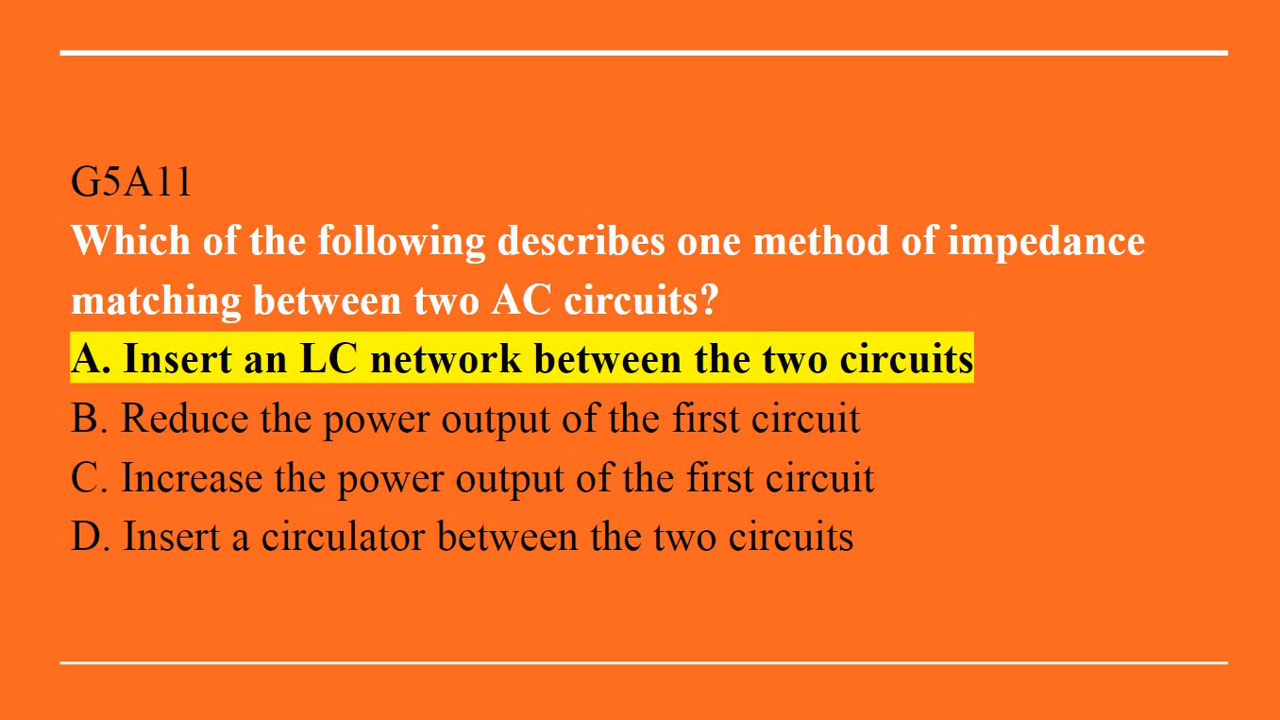 G5A11
Which of the following describes one method of impedance
matching between two AC circuits?
A. Insert an LC network between the two circuits
B. Reduce the power output of the first circuit
C. Increase the power output of the first circuit
D. Insert a circulator between the two circuits